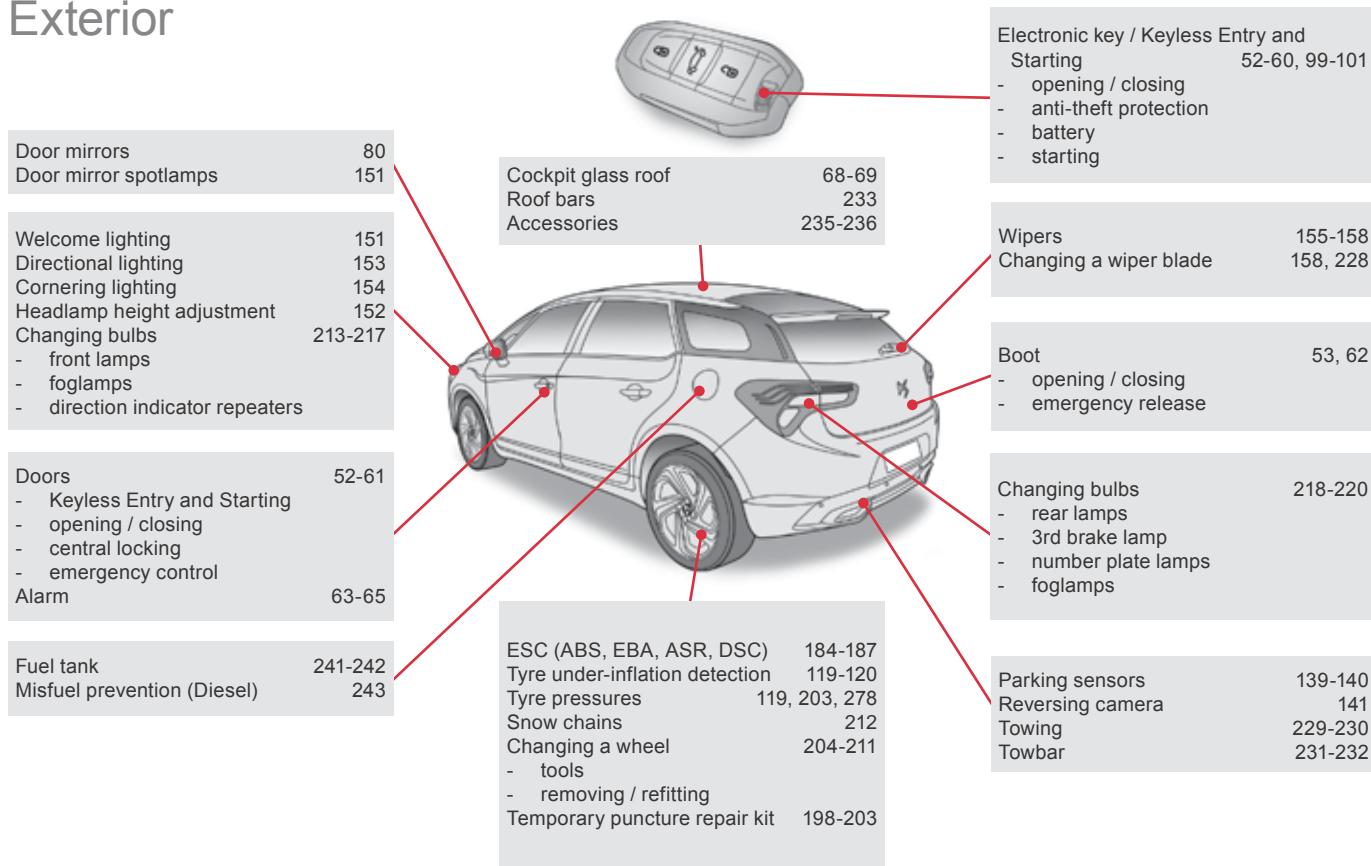 Exterior
Electronic key / Keyless Entry and
Starting 52-60, 99-101
- opening / closing
- anti-theft protection
- battery
- starting
Door mirrors 80
Door mirror spotlamps 151
Cockpit glass roof 68-69
Roof bars 233
Accessories 235-236
Welcome lighting 151
Directional lighting 153
Cornering lighting 154
Headlamp height adjustment 152
Changing bulbs 213-217
- front lamps
- foglamps
- direction indicator repeaters
Wipers 155-158
Changing a wiper blade 158, 228
Boot 53, 62
- opening / closing
- emergency release
Doors 52-61
- Keyless Entry and Starting
- opening / closing
- central locking
- emergency control
Alarm 63-65
Changing bulbs 218-220
- rear lamps
- 3rd brake lamp
- number plate lamps
- foglamps
Fuel tank 241-242
Misfuel prevention (Diesel) 243
ESC (ABS, EBA, ASR, DSC) 184-187
Tyre under-inflation detection 119-120
Tyre pressures 119, 203, 278
Snow chains 212
Changing a wheel 204-211
- tools
- removing / refitting
Temporary puncture repair kit 198-203
Parking sensors 139-140
Reversing camera 141
Towing 229-230
Towbar 231-232